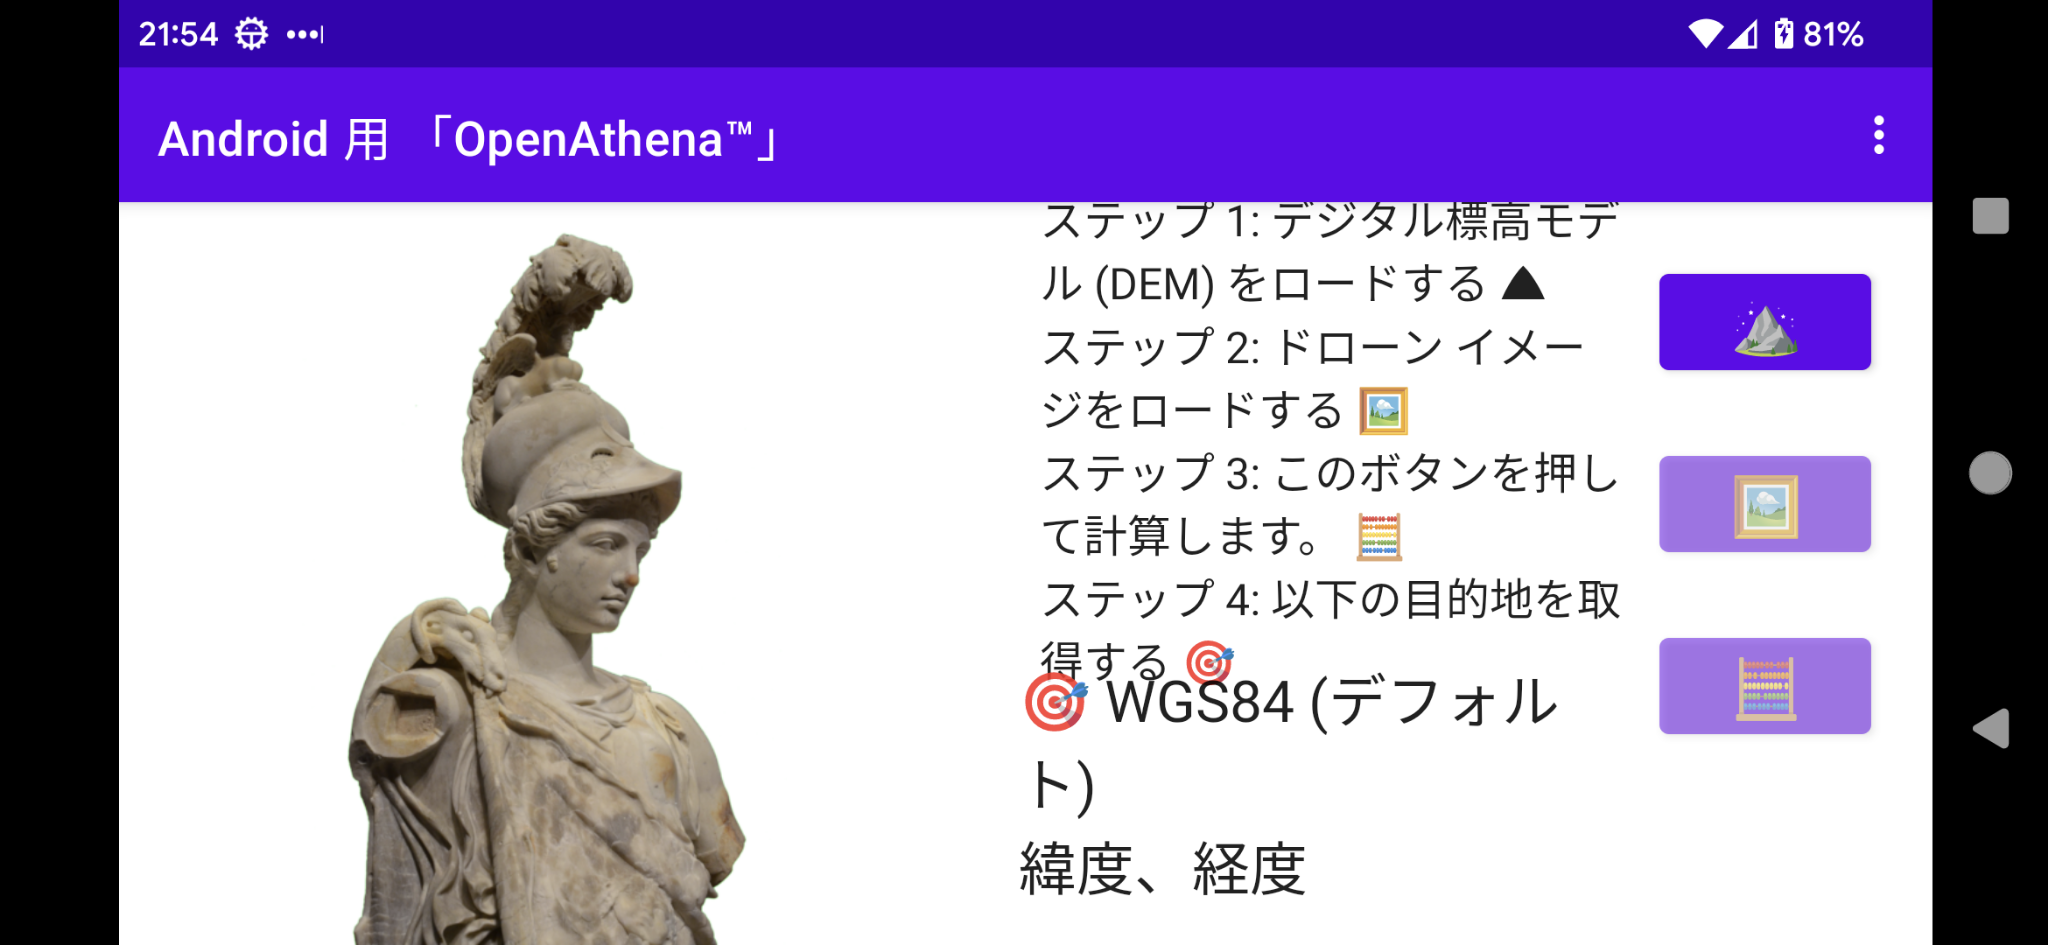 21:54
81%
Android 用 「OpenAthena™」
ステップ 1: デジタル標高モデ
ル (DEM) をロードする
ステップ 2: ドローン イメー
ジをロードする
ステップ 3: このボタンを押し
て計算します。
ステップ 4: 以下の目的地を取
得する
WGS84 (デフォル
ト)
緯度、経度